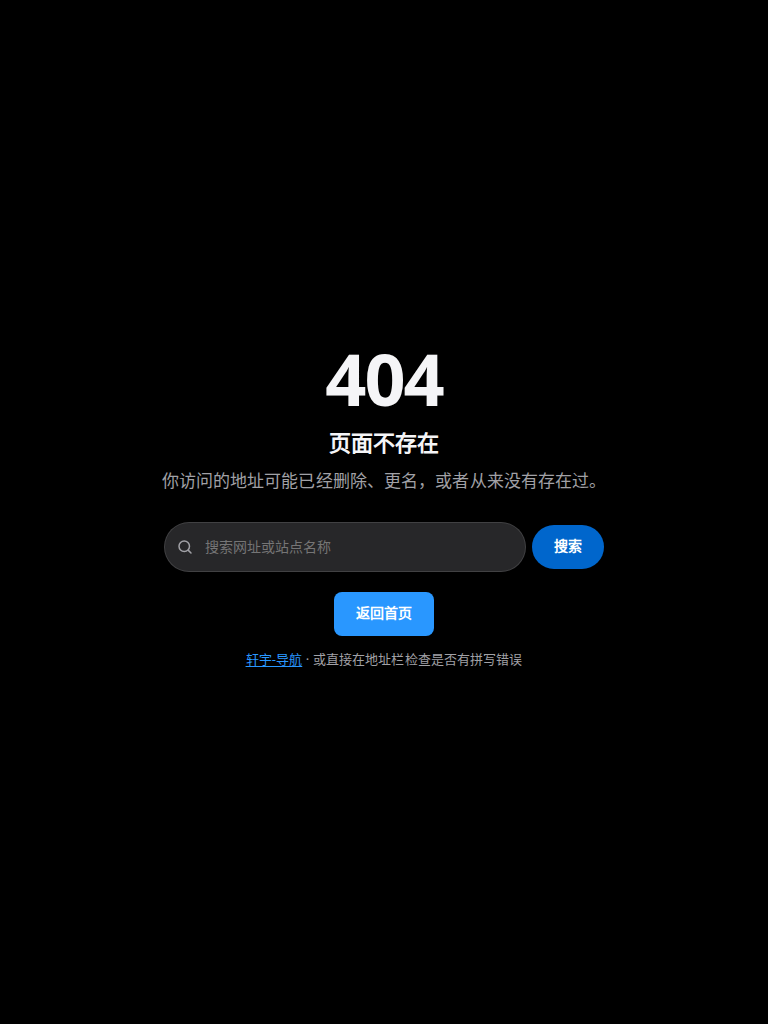 404
页面不存在
你访问的地址可能已经删除、更名，或者从来没有存在过。
搜索网址或站点名称
搜索
返回首页
轩宇-导航 · 或直接在地址栏检查是否有拼写错误